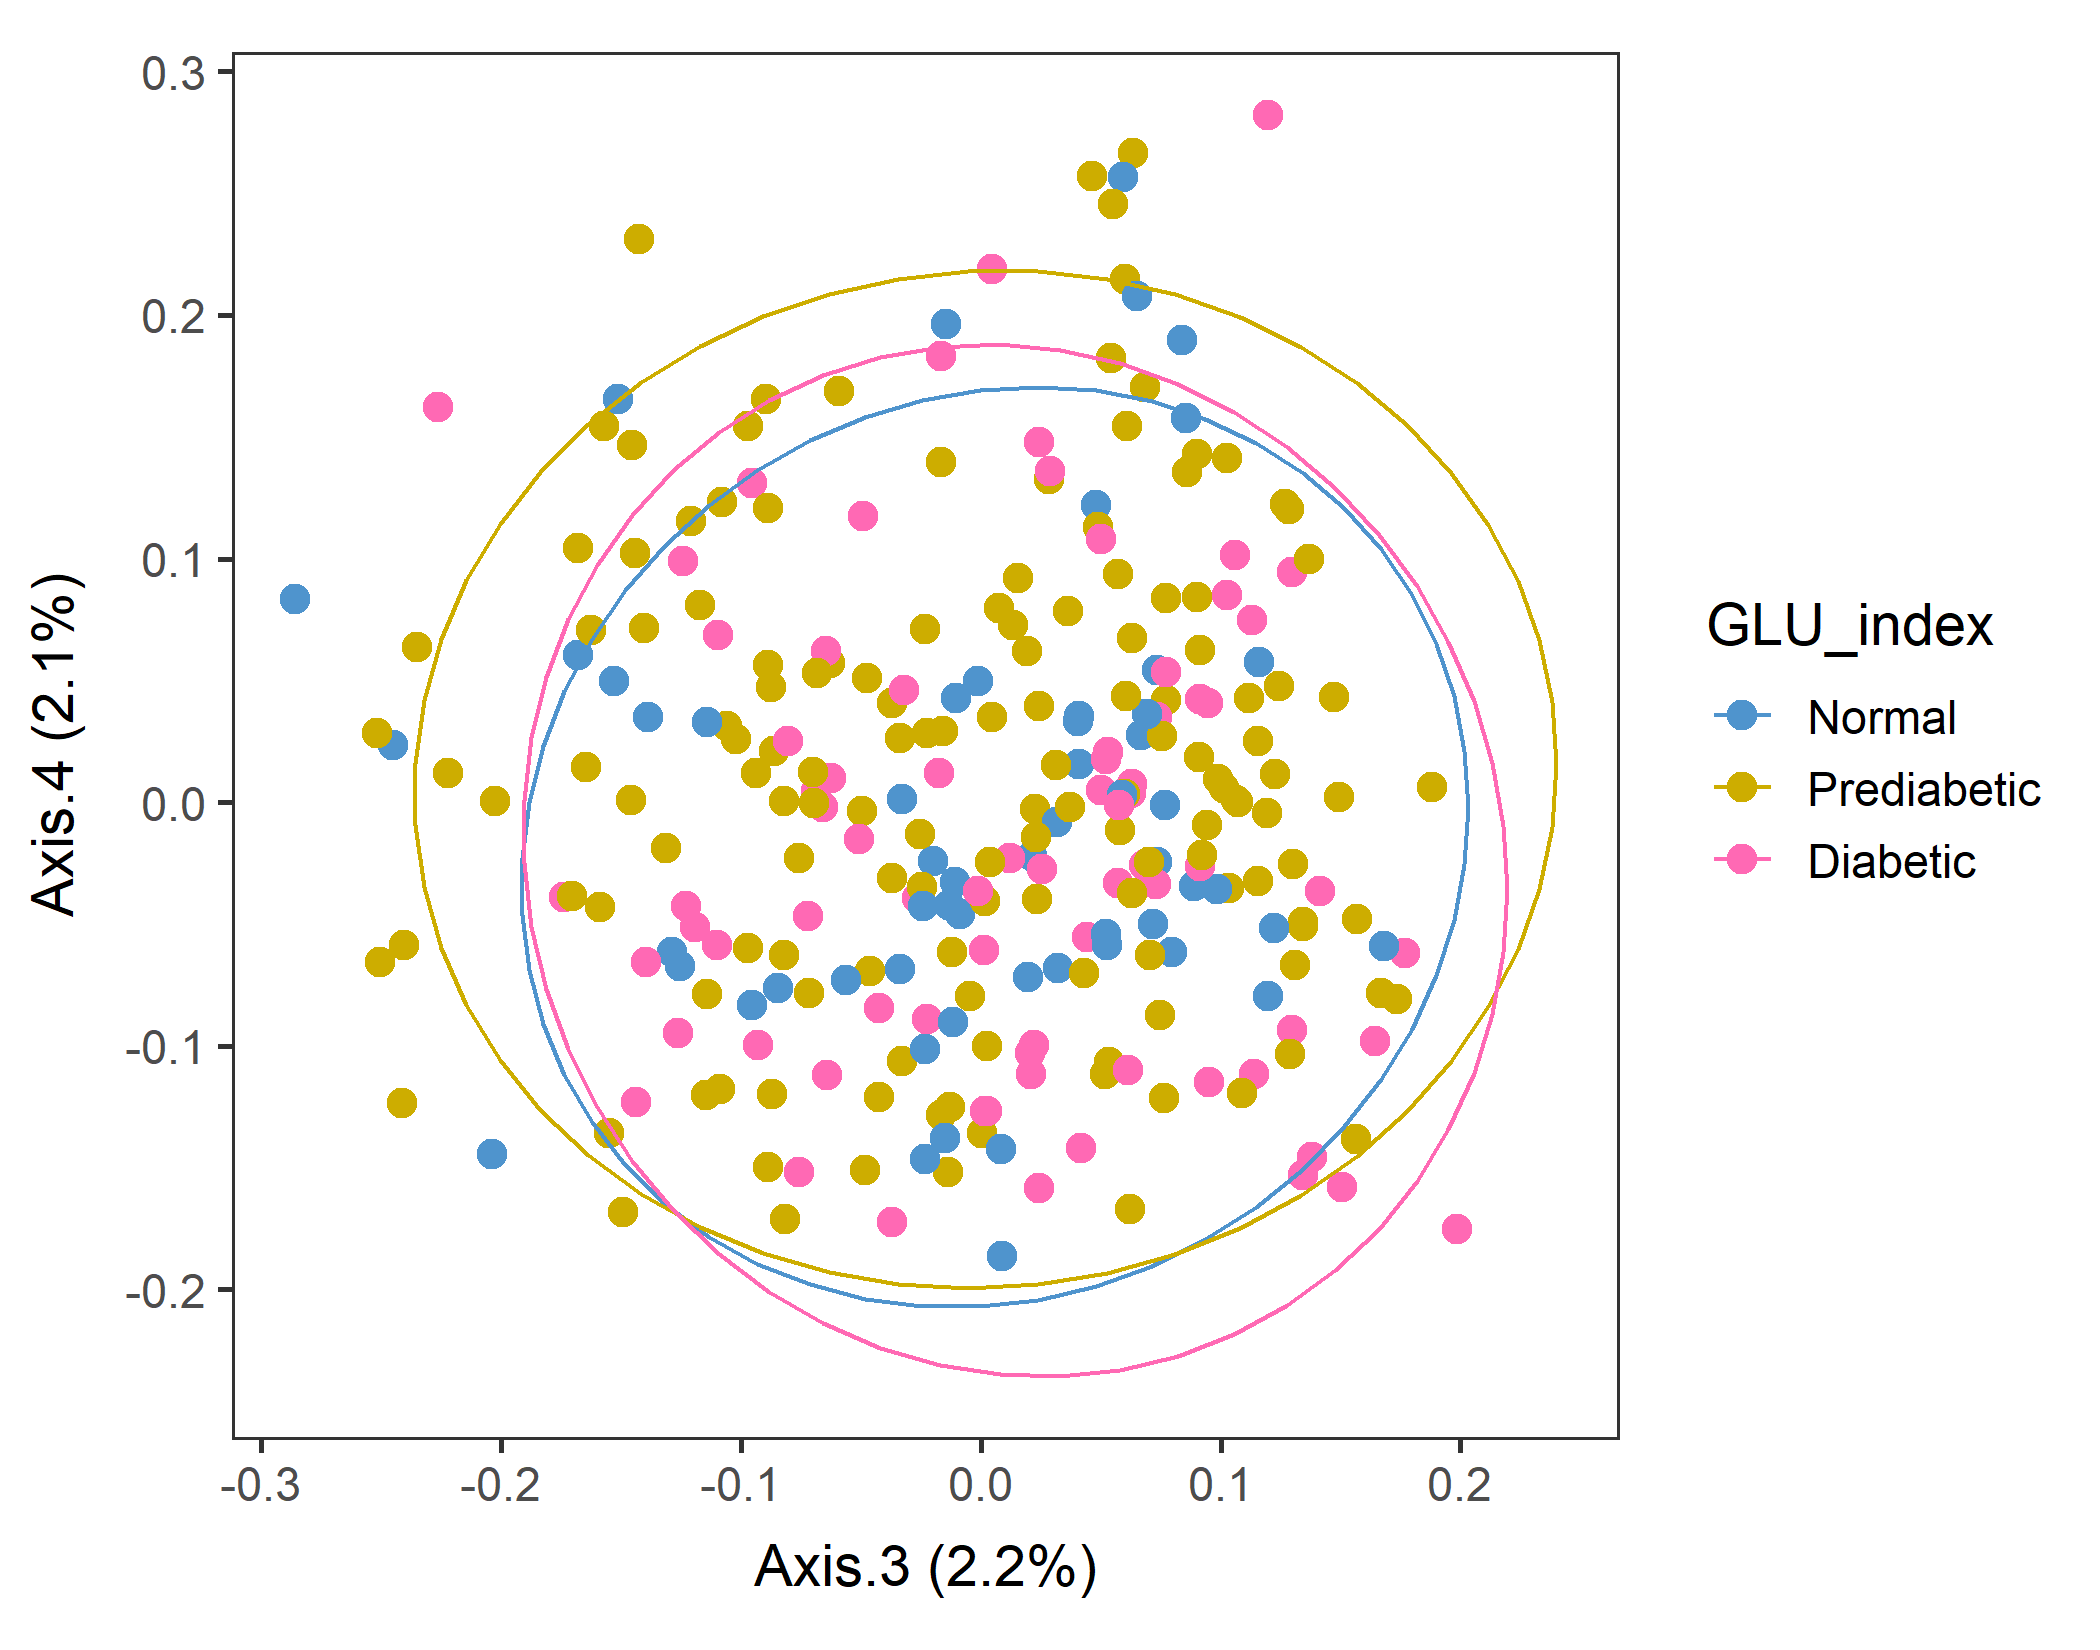 0.3
0.2
0.1
0.0
-0.1
-0.2
Axis.4 (2.1%)
-0.3 -0.2 -0.1 0.0 0.1 0.2
Axis.3 (2.2%)
GLU_index
Normal
Prediabetic
Diabetic